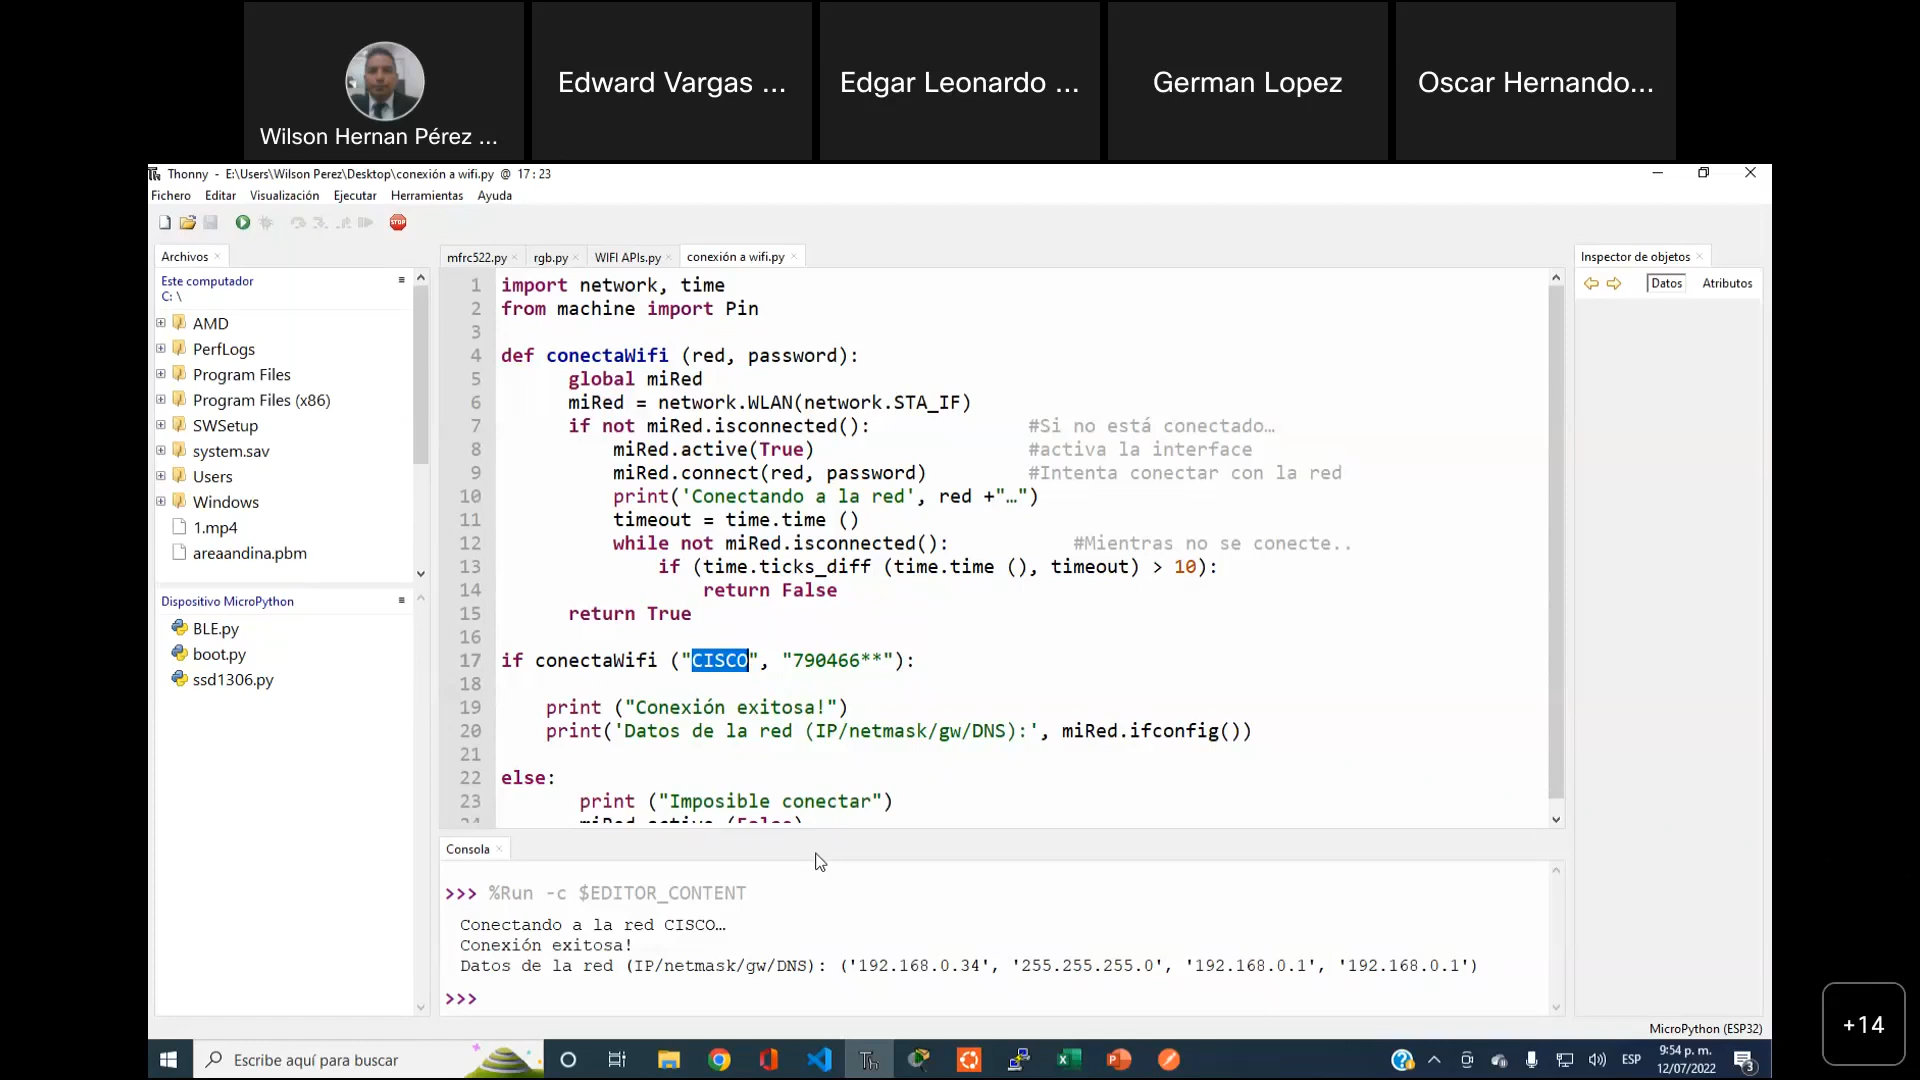 Wilson Hernan Pérez ...
Edward Vargas ...
Edgar Leonardo ...
German Lopez
Oscar Hernando...
Thonny - E:\Users\Wilson Perez\Desktop\conexión a wifi.py @ 17:23
Fichero Editar Visualización Ejecutar Herramientas Ayuda
STOP
Archivos
Este computador
C: \
AMD
PerfLogs
Program Files
Program Files (x86)
SWSetup
system.sav
Users
Windows
1.mp4
areaandina.pbm
Dispositivo MicroPython
BLE.py
boot.py
ssd1306.py
mfrc522.py rgb.py WIFI APIs.py conexión a wifi.py
1 import network, time
2 from machine import Pin
3
4 def conectaWifi (red, password):
5 global miRed
6 miRed = network.WLAN(network.STA_IF)
7 if not miRed.isconnected(): #Si no está conectado…
8 miRed.active(True) #activa la interface
9 miRed.connect(red, password) #Intenta conectar con la red
10 print('Conectando a la red', red +"…")
11 timeout = time.time ()
12 while not miRed.isconnected(): #Mientras no se conecte..
13 if (time.ticks_diff (time.time (), timeout) > 10):
14 return False
15 return True
16
17 if conectaWifi ("CISCO", "790466**"):
18
19 print ("Conexión exitosa!")
20 print('Datos de la red (IP/netmask/gw/DNS):', miRed.ifconfig())
21
22 else:
23 print ("Imposible conectar")
24 miRed.active (False)
Consola
>>> %Run -c $EDITOR_CONTENT
Conectando a la red CISCO…
Conexión exitosa!
Datos de la red (IP/netmask/gw/DNS): ('192.168.0.34', '255.255.255.0', '192.168.0.1', '192.168.0.1')
>>>
Inspector de objetos
Datos Atributos
MicroPython (ESP32)
+14
Escribe aquí para buscar
ESP
9:54 p. m.
12/07/2022
3